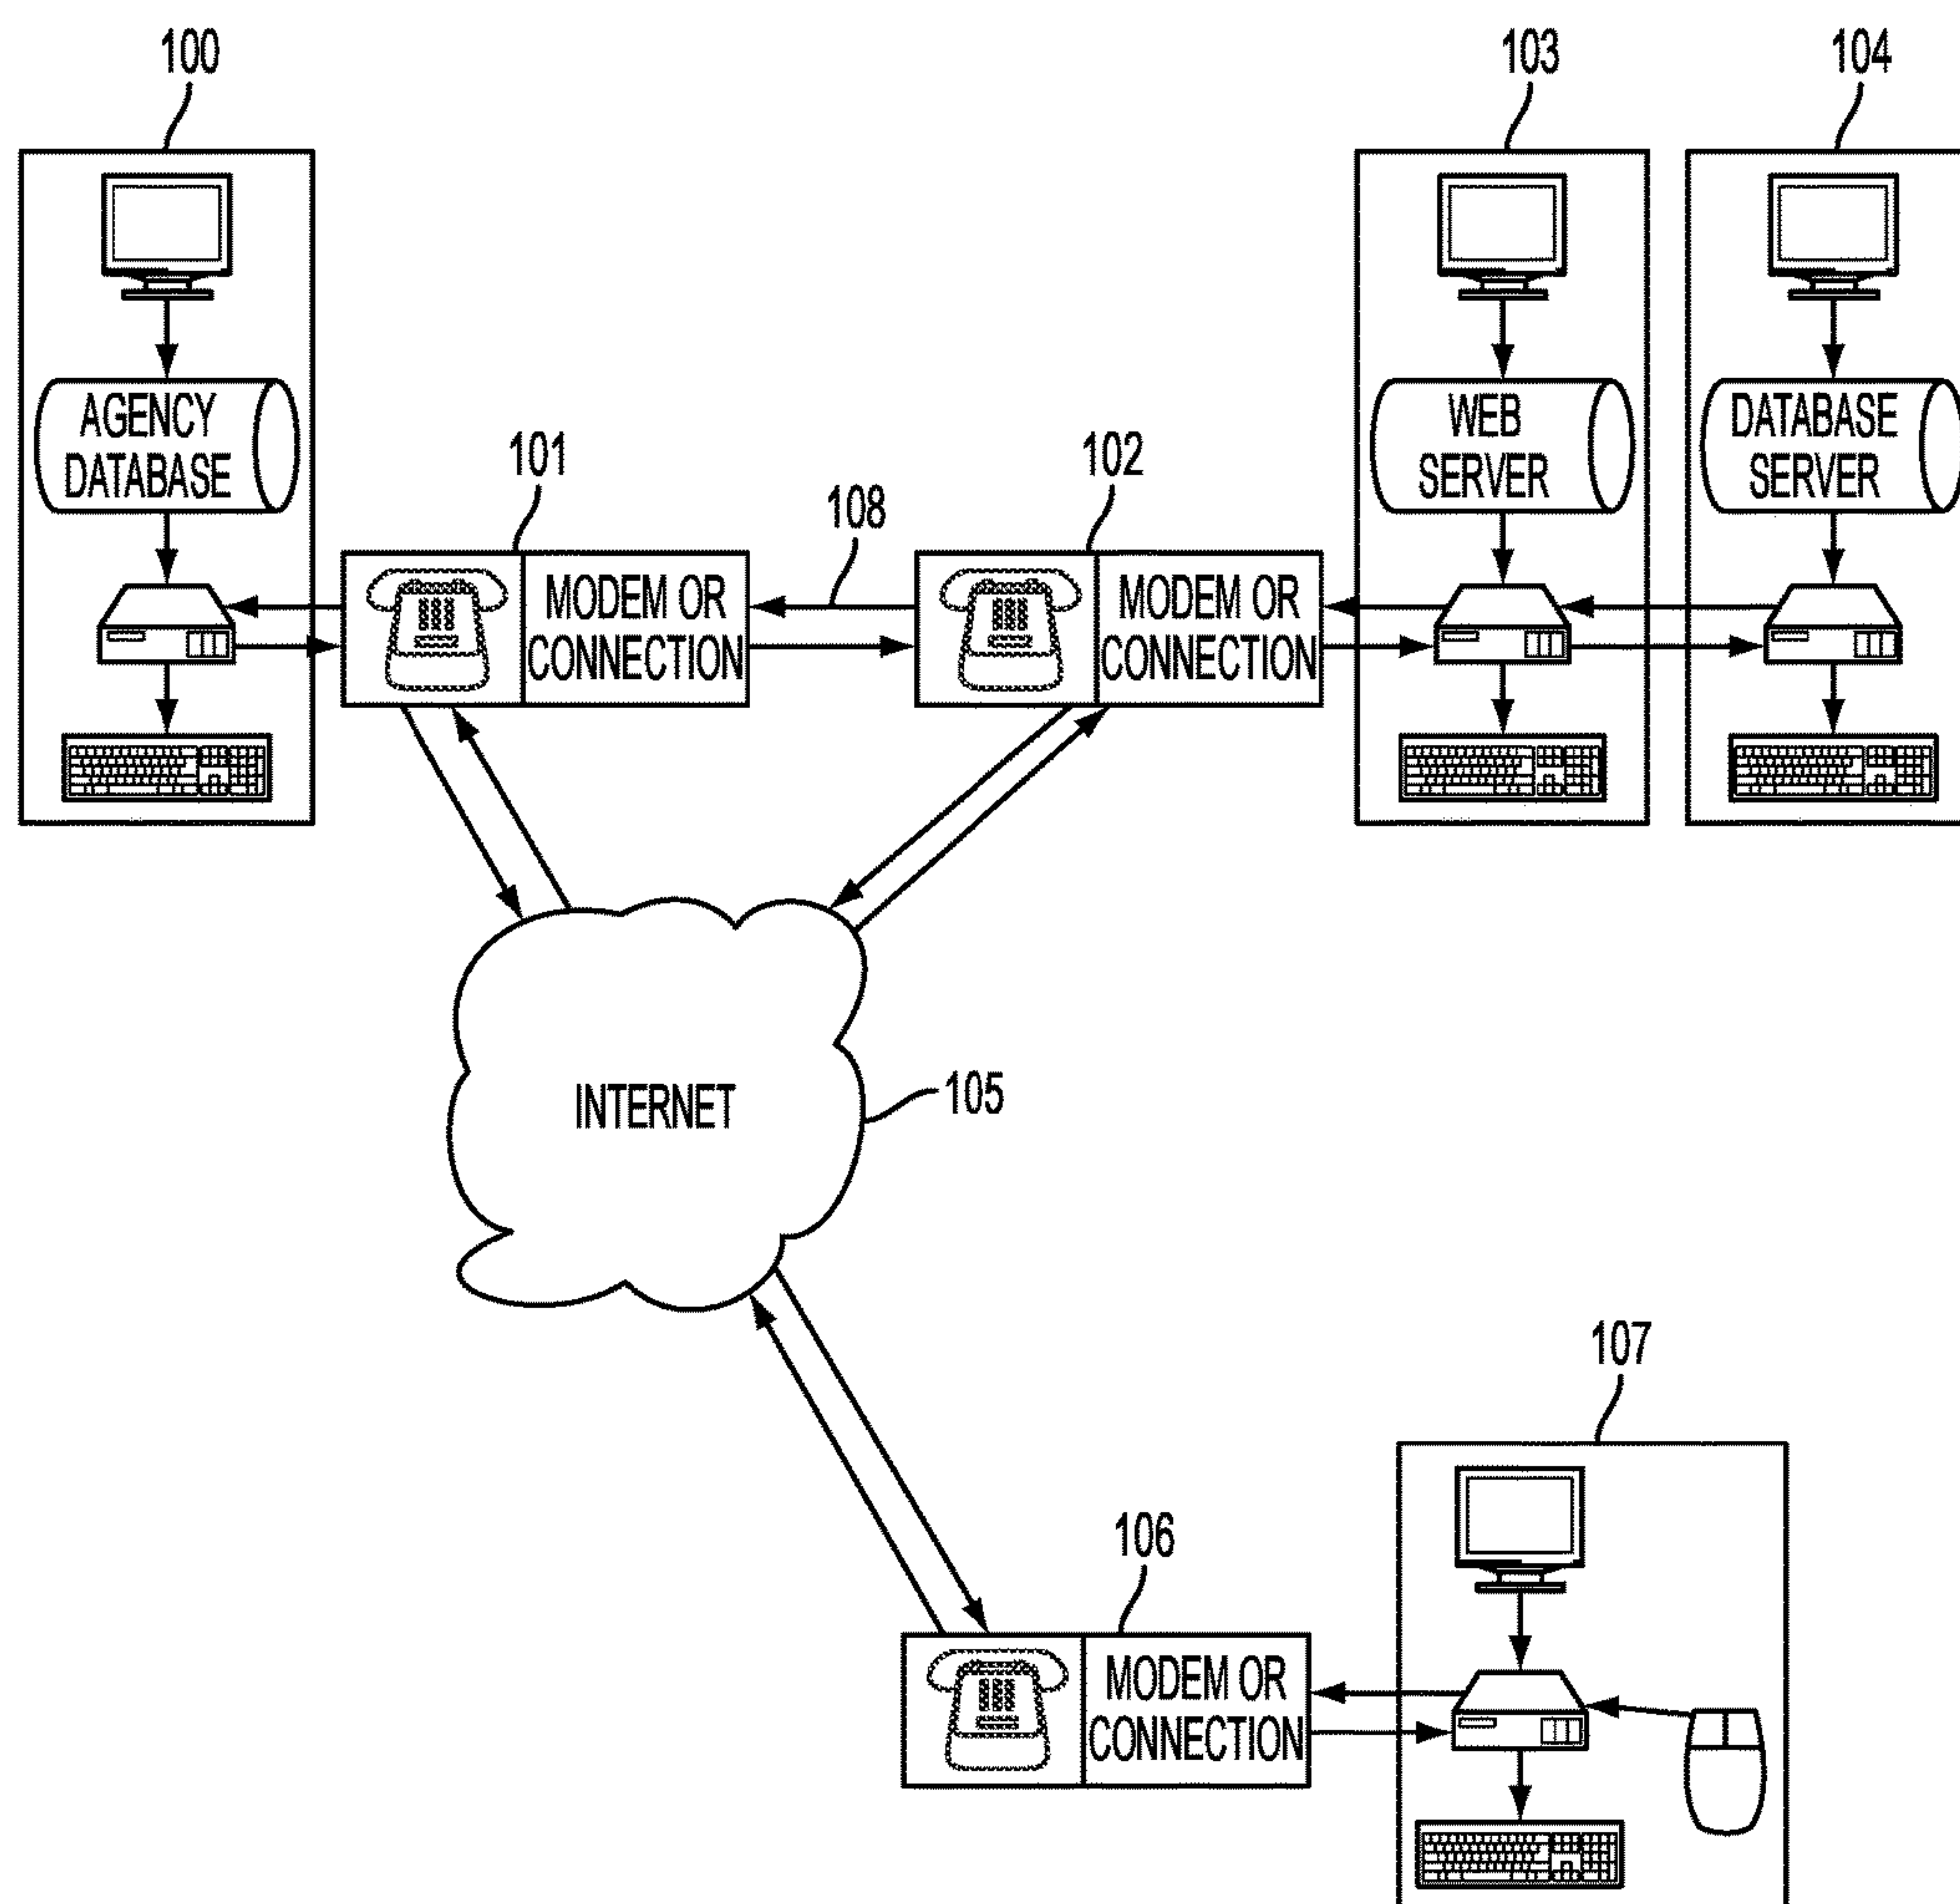 100
103
104
AGENCY
DATABASE
WEB
SERVER
DATABASE
SERVER
101
108
102
MODEM OR
CONNECTION
MODEM OR
CONNECTION
INTERNET
105
107
106
MODEM OR
CONNECTION